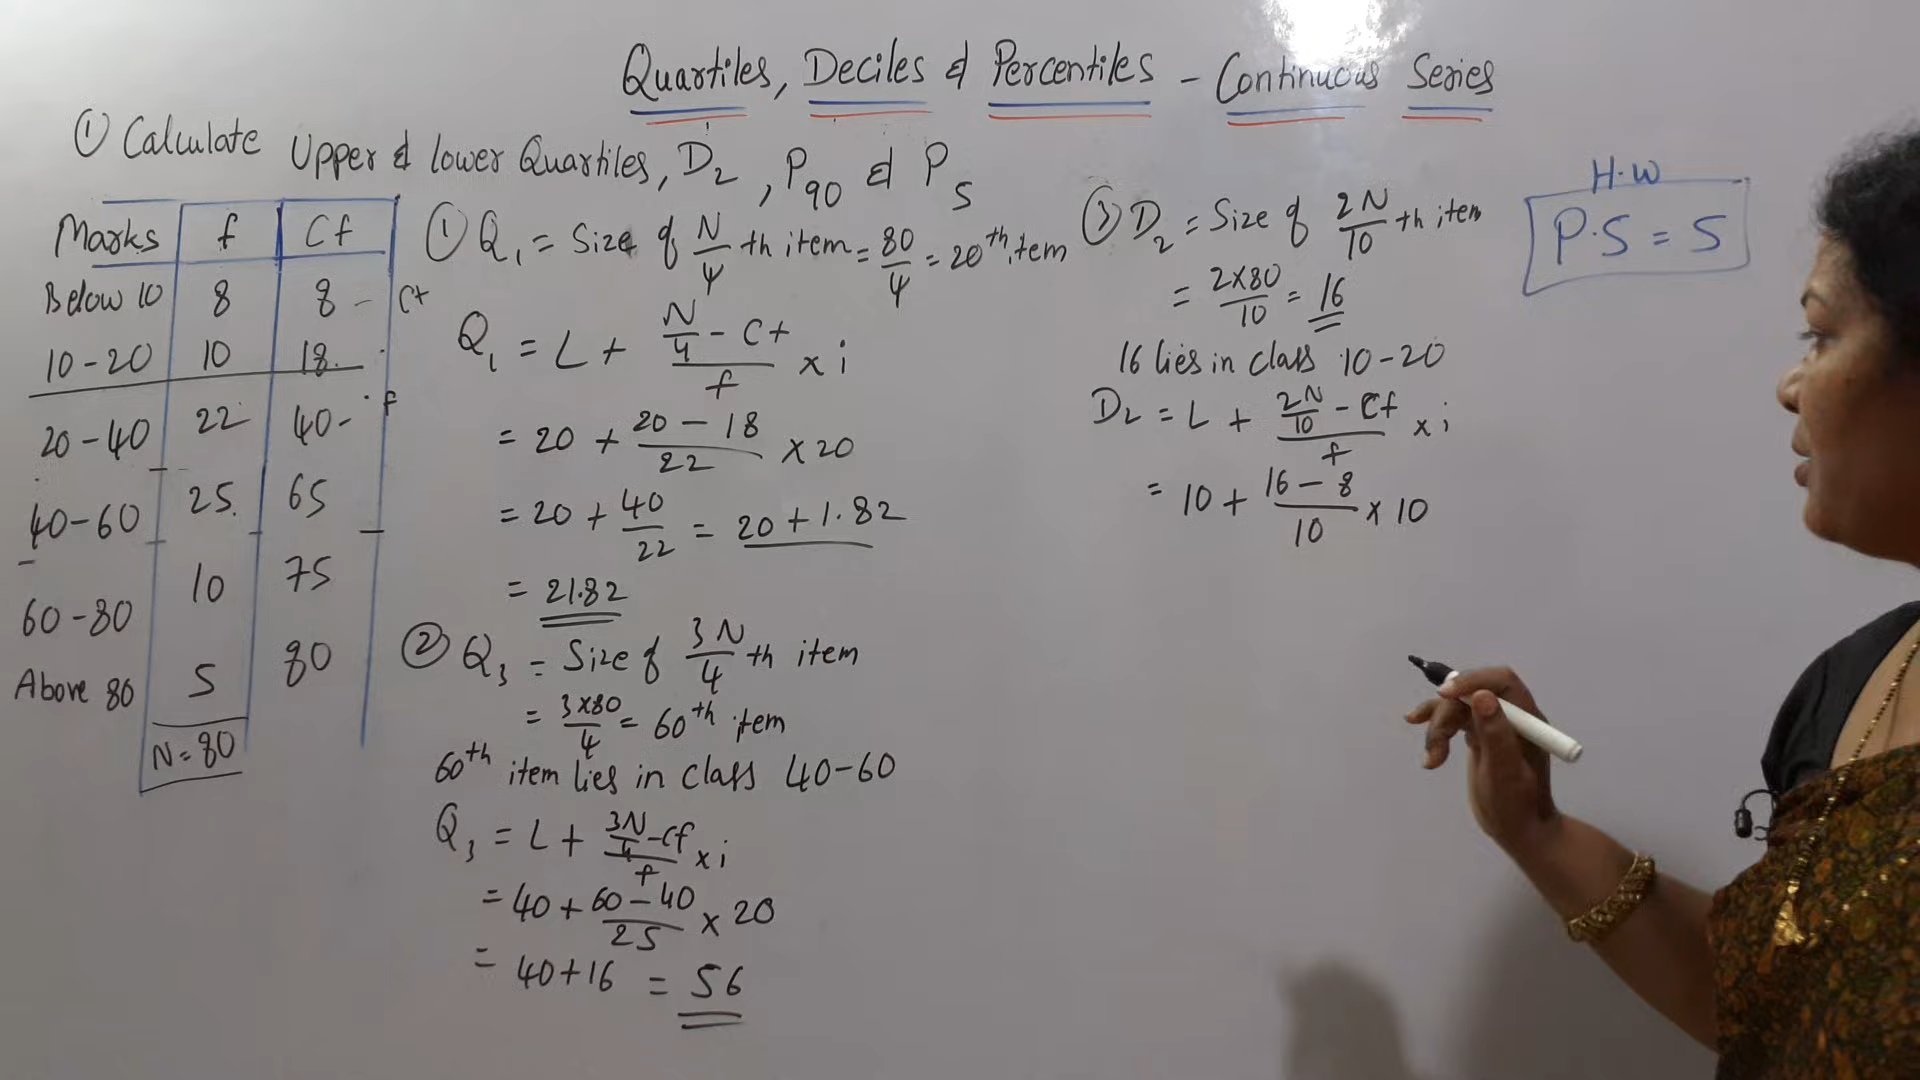 Quartiles, Deciles & Percentiles - Continuous Series
① Calculate Upper & lower Quartiles, D₂, P₉₀ & P₅
Marks f Cf
Below 10 8 8 - Cf
10-20 10 18
20-40 22 40- f
40-60 25 65
60-80 10 75
Above 80 5 80
N=80
① Q₁ = Size of N/4 th item = 80/4 = 20th item
Q₁ = L + (N/4 - Cf)/f × i
= 20 + (20 - 18)/22 × 20
= 20 + 40/22 = 20 + 1.82
= 21.82
② Q₃ = Size of 3N/4 th item
= 3×80/4 = 60th item
60th item lies in class 40-60
Q₃ = L + (3N/4 - Cf)/f × i
= 40 + (60 - 40)/25 × 20
= 40+16 = 56
③ D₂ = Size of 2N/10 th item
= 2×80/10 = 16
16 lies in class 10-20
D₂ = L + (2N/10 - Cf)/f × i
= 10 + (16 - 8)/10 × 10
H.W
P.5 = 5